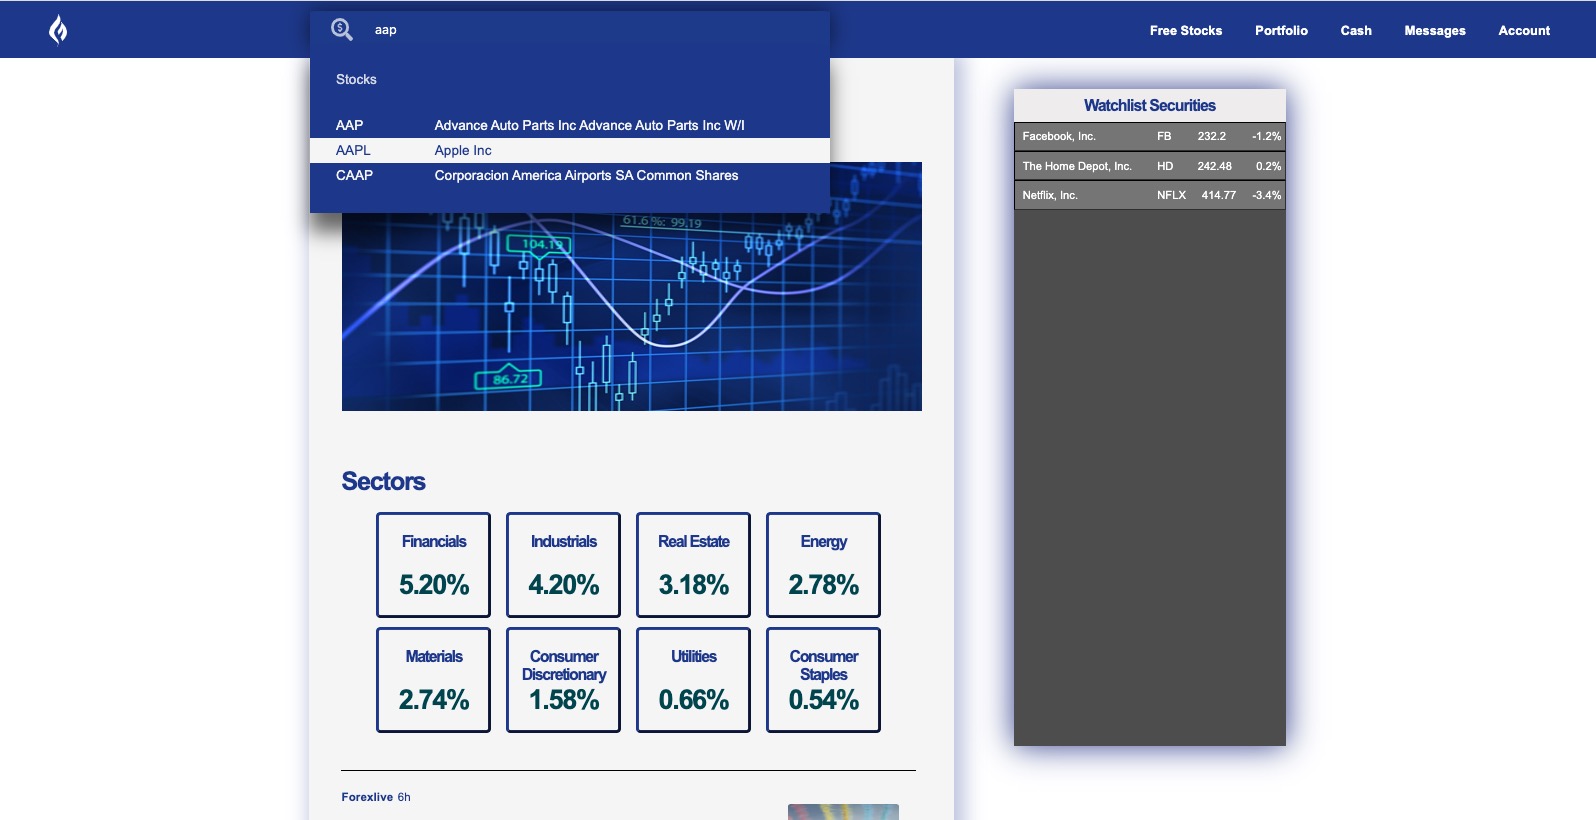 aap
Free Stocks Portfolio Cash Messages Account
Stocks
AAP Advance Auto Parts Inc Advance Auto Parts Inc W/I
AAPL Apple Inc
CAAP Corporacion America Airports SA Common Shares
61.6 %: 99.19
104.19
86.72
Sectors
Financials
5.20%
Industrials
4.20%
Real Estate
3.18%
Energy
2.78%
Materials
2.74%
Consumer
Discretionary
1.58%
Utilities
0.66%
Consumer
Staples
0.54%
Forexlive 6h
Watchlist Securities
Facebook, Inc. FB 232.2 -1.2%
The Home Depot, Inc. HD 242.48 0.2%
Netflix, Inc. NFLX 414.77 -3.4%